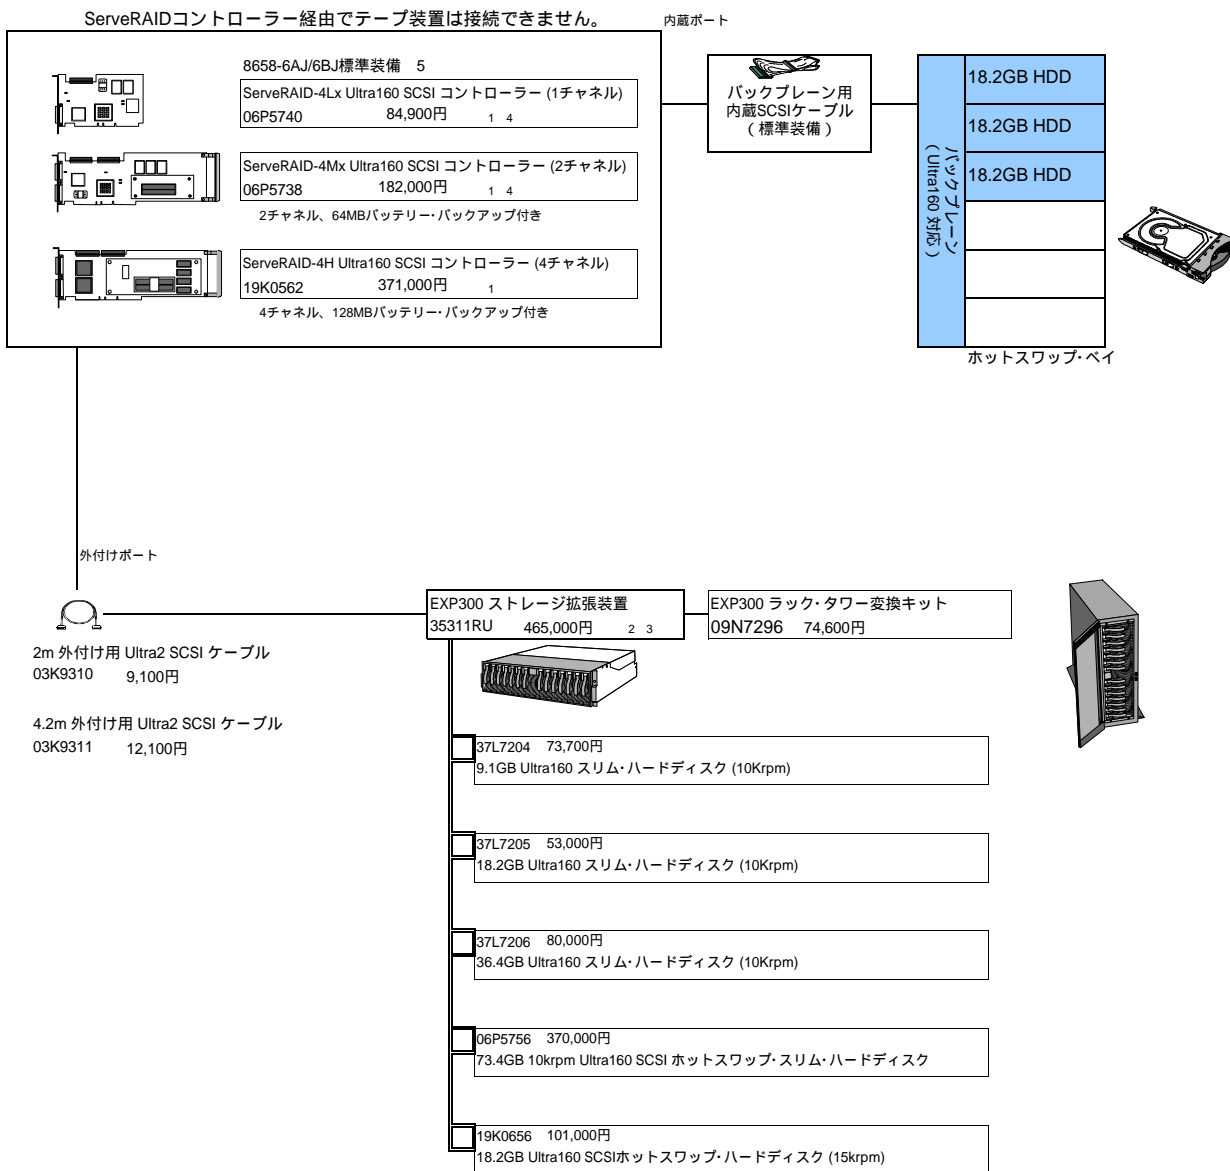 ServeRAIDコントローラー経由でテープ装置は接続できません。
内蔵ポート
8658-6AJ/6BJ標準装備 5
ServeRAID-4Lx Ultra160 SCSI コントローラー (1チャネル)
06P5740 84,900円 1 4
ServeRAID-4Mx Ultra160 SCSI コントローラー (2チャネル)
06P5738 182,000円 1 4
2チャネル、64MBバッテリー・バックアップ付き
ServeRAID-4H Ultra160 SCSI コントローラー (4チャネル)
19K0562 371,000円 1
4チャネル、128MBバッテリー・バックアップ付き
バックプレーン用
内蔵SCSIケーブル
(標準装備)
バックプレーン
(Ultra160 対応)
18.2GB HDD
18.2GB HDD
18.2GB HDD
ホットスワップ・ベイ
外付けポート
2m 外付け用 Ultra2 SCSI ケーブル
03K9310 9,100円
4.2m 外付け用 Ultra2 SCSI ケーブル
03K9311 12,100円
EXP300 ストレージ拡張装置
35311RU 465,000円 2 3
EXP300 ラック・タワー変換キット
09N7296 74,600円
37L7204 73,700円
9.1GB Ultra160 スリム・ハードディスク (10Krpm)
37L7205 53,000円
18.2GB Ultra160 スリム・ハードディスク (10Krpm)
37L7206 80,000円
36.4GB Ultra160 スリム・ハードディスク (10Krpm)
06P5756 370,000円
73.4GB 10krpm Ultra160 SCSI ホットスワップ・スリム・ハードディスク
19K0656 101,000円
18.2GB Ultra160 SCSIホットスワップ・ハードディスク (15krpm)